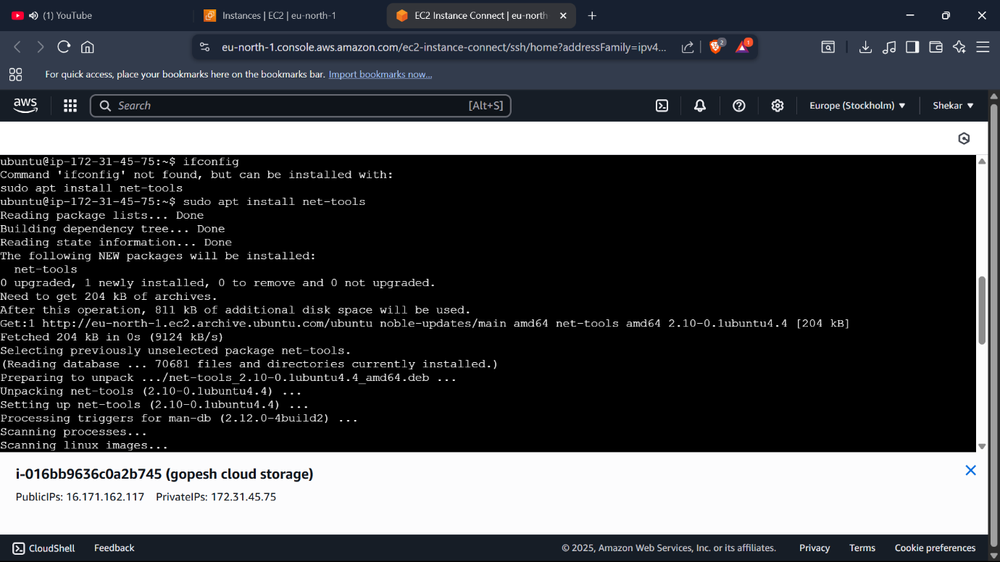 (1) YouTube
Instances | EC2 | eu-north-1
EC2 Instance Connect | eu-north
eu-north-1.console.aws.amazon.com/ec2-instance-connect/ssh/home?addressFamily=ipv4...
2
1
For quick access, place your bookmarks here on the bookmarks bar. Import bookmarks now...
aws
Search
[Alt+S]
Europe (Stockholm)
Shekar
ubuntu@ip-172-31-45-75:~$ ifconfig
Command 'ifconfig' not found, but can be installed with:
sudo apt install net-tools
ubuntu@ip-172-31-45-75:~$ sudo apt install net-tools
Reading package lists... Done
Building dependency tree... Done
Reading state information... Done
The following NEW packages will be installed:
  net-tools
0 upgraded, 1 newly installed, 0 to remove and 0 not upgraded.
Need to get 204 kB of archives.
After this operation, 811 kB of additional disk space will be used.
Get:1 http://eu-north-1.ec2.archive.ubuntu.com/ubuntu noble-updates/main amd64 net-tools amd64 2.10-0.1ubuntu4.4 [204 kB]
Fetched 204 kB in 0s (9124 kB/s)
Selecting previously unselected package net-tools.
(Reading database ... 70681 files and directories currently installed.)
Preparing to unpack .../net-tools_2.10-0.1ubuntu4.4_amd64.deb ...
Unpacking net-tools (2.10-0.1ubuntu4.4) ...
Setting up net-tools (2.10-0.1ubuntu4.4) ...
Processing triggers for man-db (2.12.0-4build2) ...
Scanning processes...
Scanning linux images...
i-016bb9636c0a2b745 (gopesh cloud storage)
PublicIPs: 16.171.162.117 PrivateIPs: 172.31.45.75
CloudShell
Feedback
© 2025, Amazon Web Services, Inc. or its affiliates.
Privacy
Terms
Cookie preferences